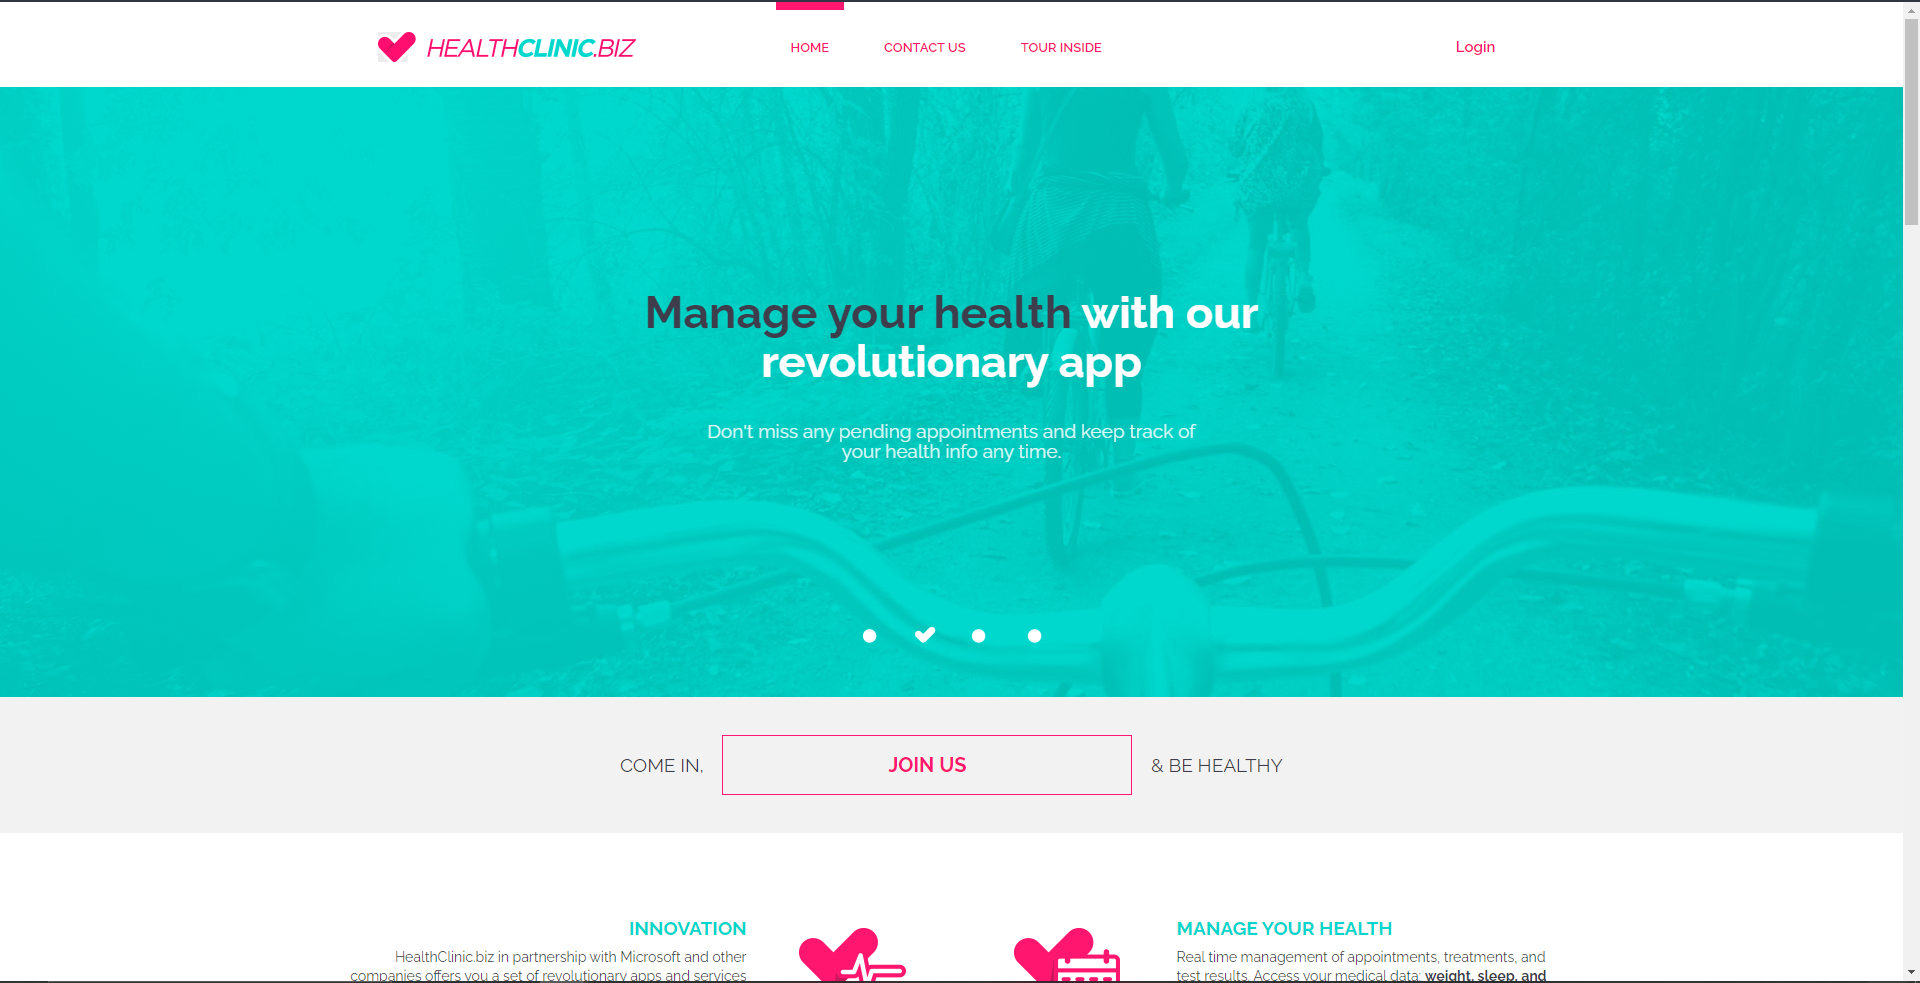 HEALTHCLINIC.BIZ
HOME
CONTACT US
TOUR INSIDE
Login
Manage your health with our
revolutionary app
Don't miss any pending appointments and keep track of
your health info any time.
COME IN,
JOIN US
& BE HEALTHY
INNOVATION
HealthClinic.biz in partnership with Microsoft and other
companies offers you a set of revolutionary apps and services
MANAGE YOUR HEALTH
Real time management of appointments, treatments, and
test results. Access your medical data: weight, sleep, and